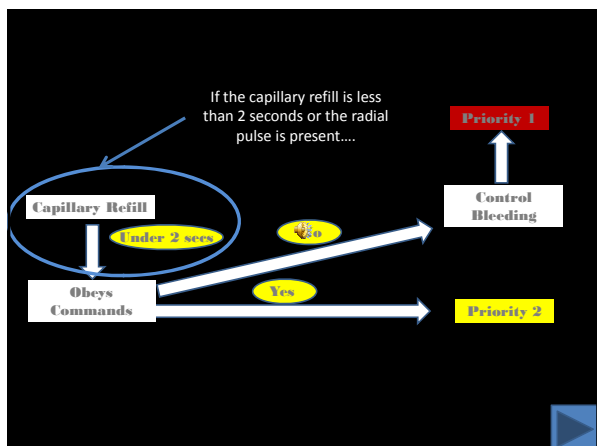 If the capillary refill is less
than 2 seconds or the radial
pulse is present....
Priority 1
Capillary Refill
Control
Bleeding
Under 2 secs
Obeys
Commands
Yes
Priority 2